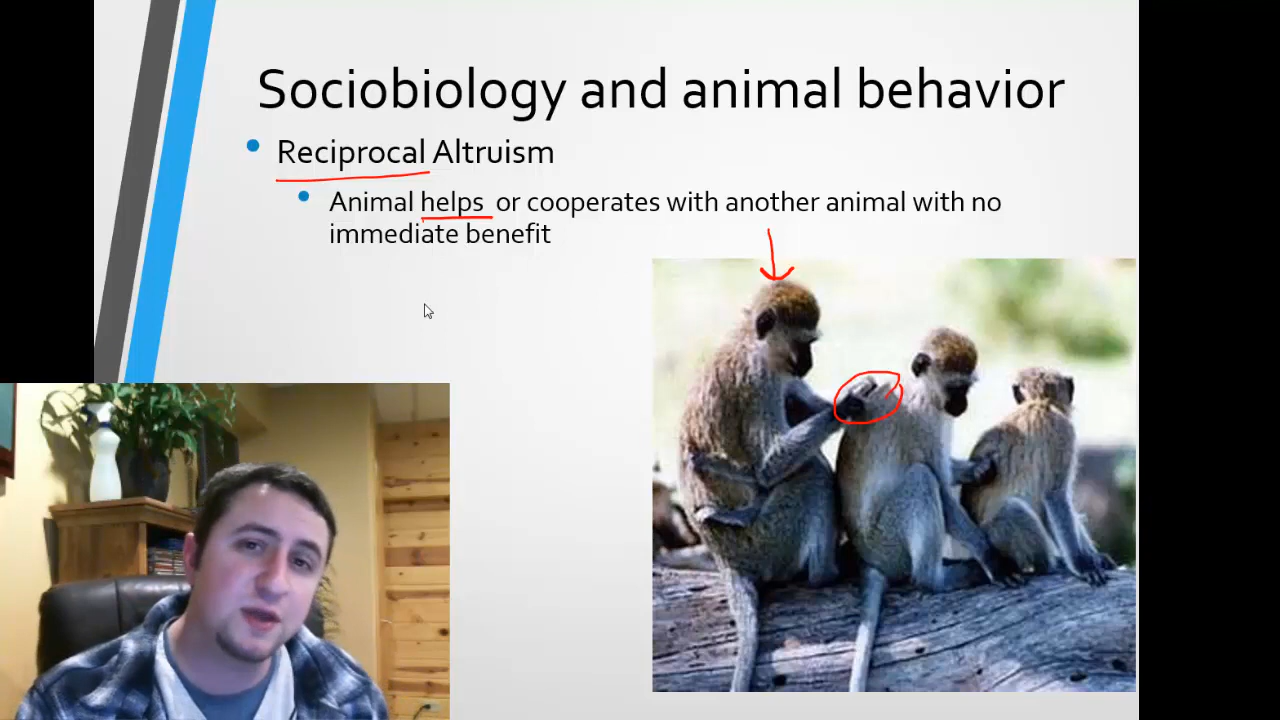 Sociobiology and animal behavior
Reciprocal Altruism
Animal helps or cooperates with another animal with no
immediate benefit